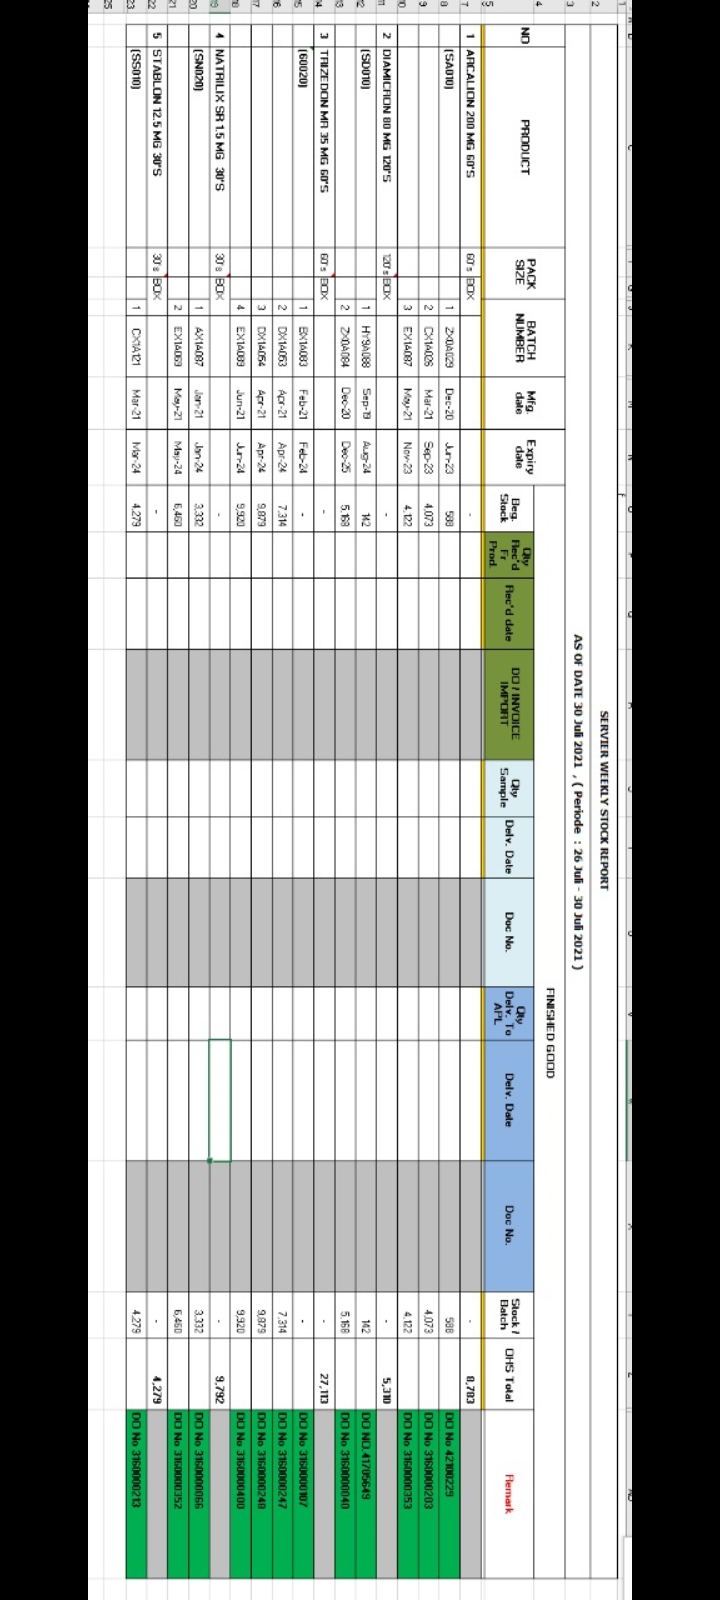 SERVIER WEEKLY STOCK REPORT
AS OF DATE 30 Juli 2021 , ( Periode : 26 Juli - 30 Juli 2021 )
FINISHED GOOD
NO PRODUCT PACK SIZE BATCH NUMBER Mfg. date Expiry date Beg. Stock Qty Rec'd Fr Prod. Rec'd date DO / INVOICE IMPORT Qty Sample Delv. Date Doc No. Qty Delv. To APL Delv. Date Doc No. Stock / Batch OHS Total Remark
1 ARCALION 200 MG 60'S 60's BOX - - 8,783
(SA010) 1 ZX0A029 Dec-20 Jun-23 588 588 DO No 42100229
2 CX1A026 Mar-21 Sep-23 4,073 4,073 DO No 3160000203
3 EX1A087 May-21 Nov-23 4,122 4,122 DO No 3160000353
2 DIAMICRON 80 MG 120'S 120's BOX - - 5,310
(SD010) 1 HY9A088 Sep-19 Aug-24 142 142 DO NO. 41705649
2 ZX0A084 Dec-20 Dec-25 5,168 5,168 DO No 3160000040
3 TRIZEDON MR 35 MG 60'S 60's BOX - - 27,113
(60020) 1 BX1A083 Feb-21 Feb-24 DO No 3160000107
2 DX1A053 Apr-21 Apr-24 7,314 7,314 DO No 3160000247
3 DX1A054 Apr-21 Apr-24 9,879 9,879 DO No 3160000248
4 EX1A089 Jun-21 Jun-24 9,920 9,920 DO No 3160000400
4 NATRILIX SR 1.5 MG 30'S 30's BOX - - 9,792
(SN020) 1 AX1A087 Jan-21 Jan-24 3,332 3,332 DO No 3160000066
2 EX1A069 May-21 May-24 6,460 6,460 DO No 3160000352
5 STABLON 12.5 MG 30'S 30's BOX - - 4,279
(SS010) 1 CX1A121 Mar-21 Mar-24 4,279 4,279 DO No 3160000213